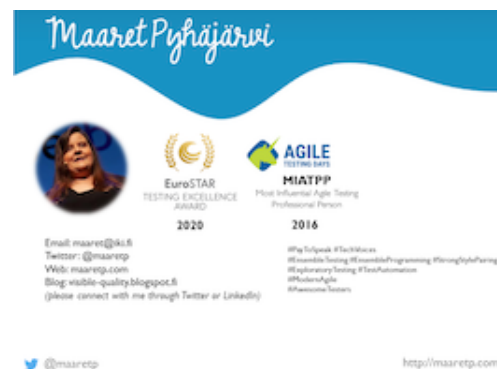 Maaret Pyhäjärvi
EuroSTAR
TESTING EXCELLENCE
AWARD
2020
AGILE
TESTING DAYS
MIATPP
Most Influential Agile Testing
Professional Person
2016
Email: maaret@iki.fi
Twitter: @maaretp
Web: maaretp.com
Blog: visible-quality.blogspot.fi
(please connect with me through Twitter or LinkedIn)
#PayToSpeak #TechVoices
#EnsembleTesting #EnsembleProgramming #StrongStylePairing
#ExploratoryTesting #TestAutomation
#ModernAgile
#AwesomeTesters
@maaretp
http://maaretp.com